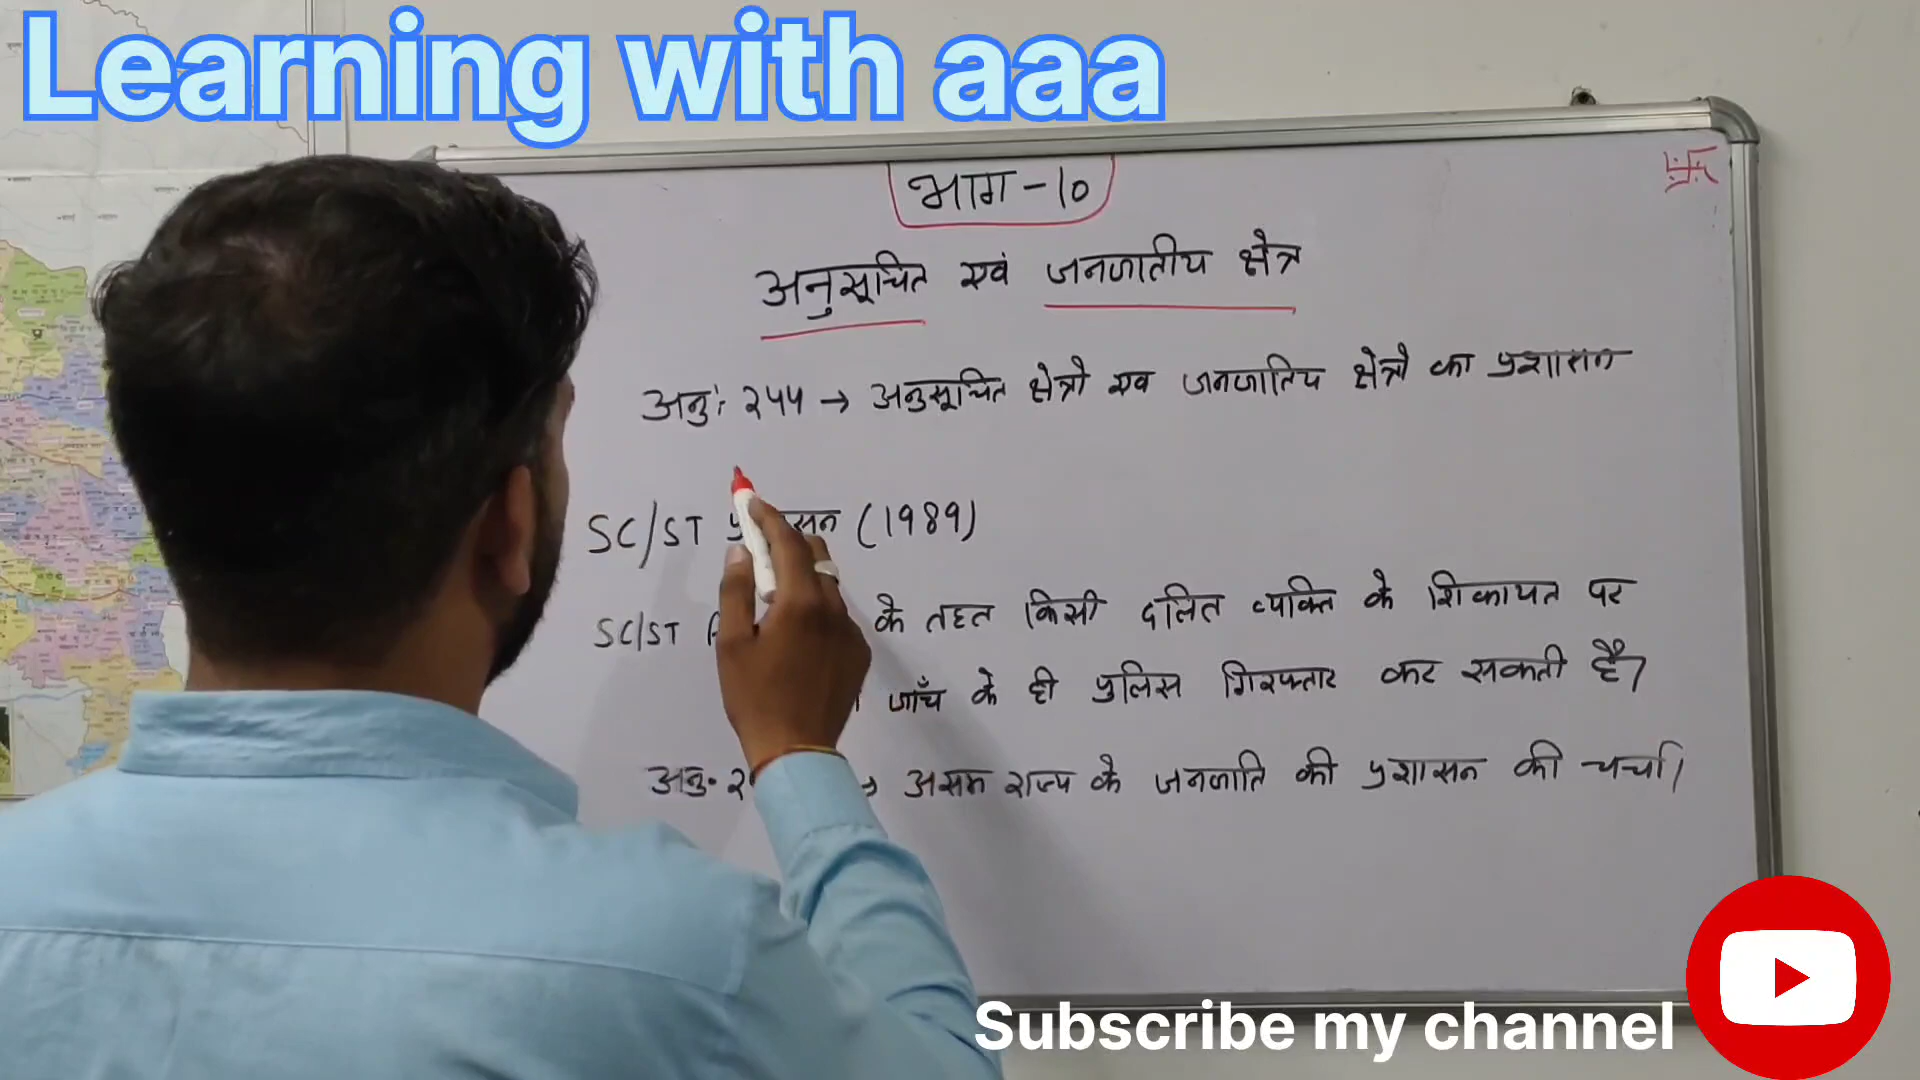 Learning with aaa
भाग-10
अनुसूचित एवं जनजातीय क्षेत्र
अनु: २५५ → अनुसूचित क्षेत्रो एव जनजातिय क्षेत्रौ का प्रशासन
SC/ST (1989)
SC/ST के तहत किसी दलित व्यक्ति के शिकायत पर
जाँच के ही पुलिस गिरफ्तार कर सकती है।
अनु॰ → असम राज्य के जनजाति की प्रशासन की चर्चा।
Subscribe my channel